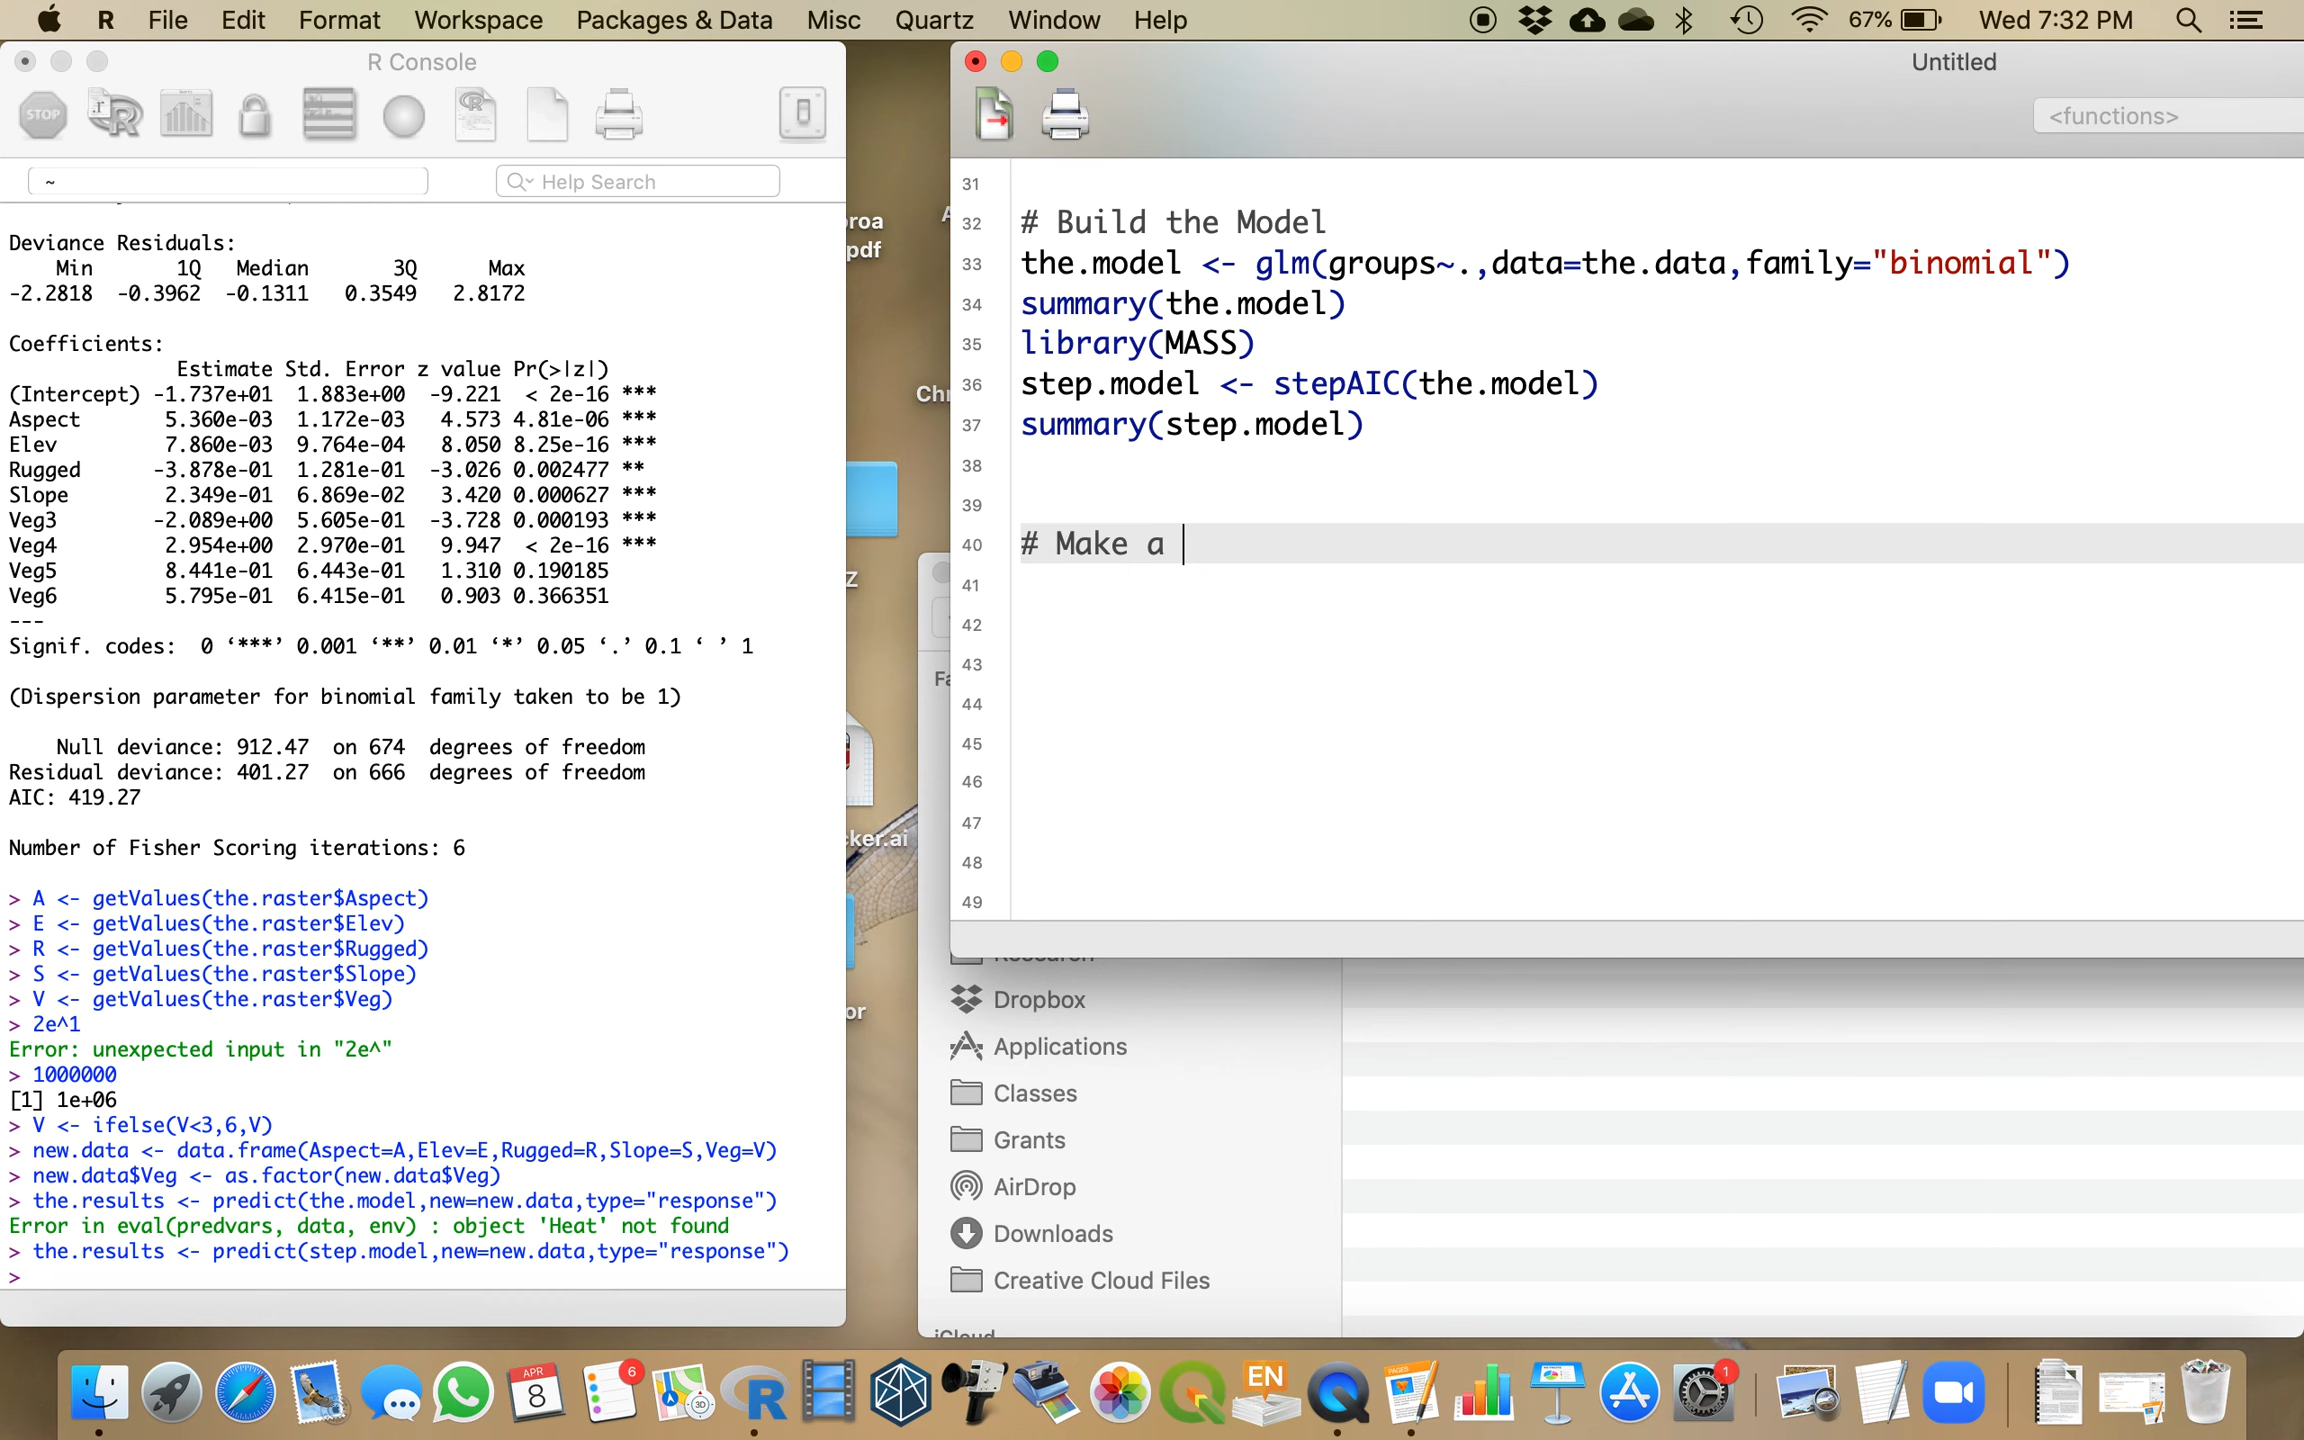 R File Edit Format Workspace Packages & Data Misc Quartz Window Help 67% Wed 7:32 PM
R Console
STOP
~
Help Search
Deviance Residuals:
Min 1Q Median 3Q Max
-2.2818 -0.3962 -0.1311 0.3549 2.8172
Coefficients:
Estimate Std. Error z value Pr(>|z|)
(Intercept) -1.737e+01 1.883e+00 -9.221 < 2e-16 ***
Aspect 5.360e-03 1.172e-03 4.573 4.81e-06 ***
Elev 7.860e-03 9.764e-04 8.050 8.25e-16 ***
Rugged -3.878e-01 1.281e-01 -3.026 0.002477 **
Slope 2.349e-01 6.869e-02 3.420 0.000627 ***
Veg3 -2.089e+00 5.605e-01 -3.728 0.000193 ***
Veg4 2.954e+00 2.970e-01 9.947 < 2e-16 ***
Veg5 8.441e-01 6.443e-01 1.310 0.190185
Veg6 5.795e-01 6.415e-01 0.903 0.366351
---
Signif. codes: 0 ‘***’ 0.001 ‘**’ 0.01 ‘*’ 0.05 ‘.’ 0.1 ‘ ’ 1
(Dispersion parameter for binomial family taken to be 1)
Null deviance: 912.47 on 674 degrees of freedom
Residual deviance: 401.27 on 666 degrees of freedom
AIC: 419.27
Number of Fisher Scoring iterations: 6
> A <- getValues(the.raster$Aspect)
> E <- getValues(the.raster$Elev)
> R <- getValues(the.raster$Rugged)
> S <- getValues(the.raster$Slope)
> V <- getValues(the.raster$Veg)
> 2e^1
Error: unexpected input in "2e^"
> 1000000
[1] 1e+06
> V <- ifelse(V<3,6,V)
> new.data <- data.frame(Aspect=A,Elev=E,Rugged=R,Slope=S,Veg=V)
> new.data$Veg <- as.factor(new.data$Veg)
> the.results <- predict(the.model,new=new.data,type="response")
Error in eval(predvars, data, env) : object 'Heat' not found
> the.results <- predict(step.model,new=new.data,type="response")
>
roa
pdf
Chr
Z
ker.ai
or
Untitled
<functions>
31
32 # Build the Model
33 the.model <- glm(groups~.,data=the.data,family="binomial")
34 summary(the.model)
35 library(MASS)
36 step.model <- stepAIC(the.model)
37 summary(step.model)
38
39
40 # Make a
41
42
43
44
45
46
47
48
49
Fa
Research
Dropbox
Applications
Classes
Grants
AirDrop
Downloads
Creative Cloud Files
iCloud
APR
8
6
3D
R
EN
PAGES
1